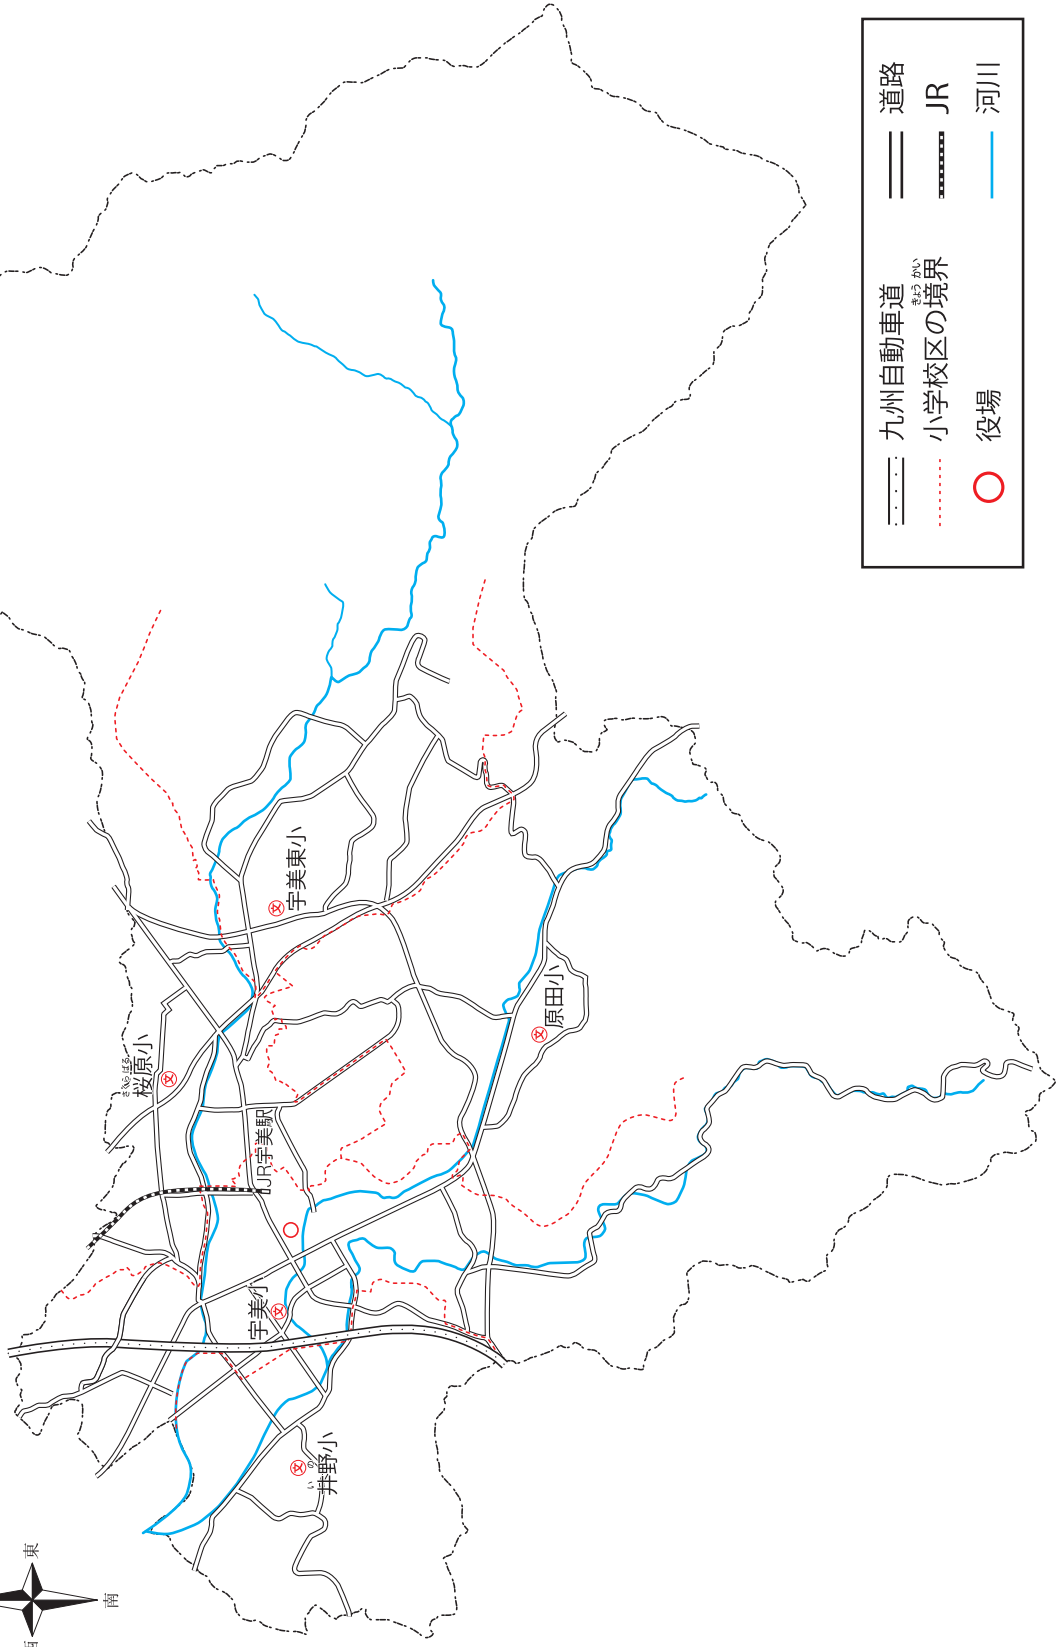 道路
JR
河川
九州自動車道
小学校区の境界
きょう かい
役場
宇美東小
原田小
桜原小
さくら ばる
JR宇美駅
宇美小
井野小
い の
東
南
西